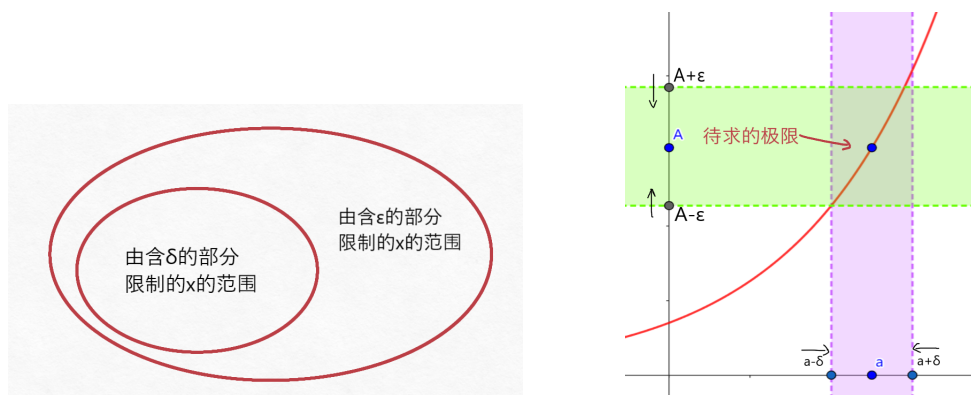 由含δ的部分
限制的x的范围
由含ε的部分
限制的x的范围
A+ε
A
待求的极限
A-ε
a-δ
a
a+δ